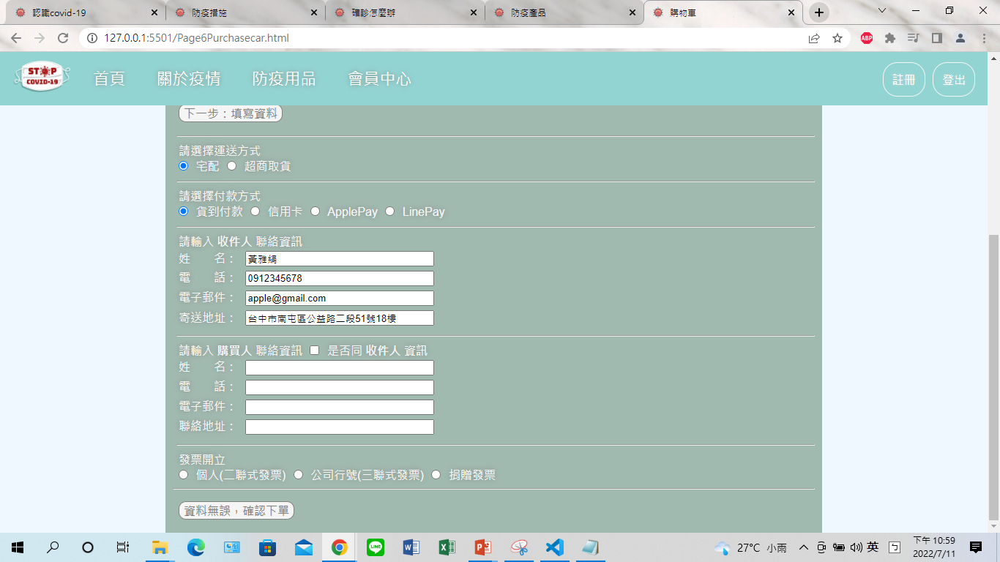 認識covid-19
防疫措施
確診怎麼辦
防疫產品
購物車
127.0.0.1:5501/Page6Purchasecar.html
ABP
STOP
COVID-19
首頁
關於疫情
防疫用品
會員中心
註冊
登出
下一步：填寫資料
請選擇運送方式
宅配 超商取貨
請選擇付款方式
貨到付款 信用卡 ApplePay LinePay
請輸入 收件人 聯絡資訊
姓　　名： 黃雅絹
電　　話： 0912345678
電子郵件： apple@gmail.com
寄送地址： 台中市南屯區公益路二段51號18樓
請輸入 購買人 聯絡資訊 是否同 收件人 資訊
姓　　名：
電　　話：
電子郵件：
聯絡地址：
發票開立
個人(二聯式發票) 公司行號(三聯式發票) 捐贈發票
資料無誤，確認下單
27°C 小雨
英
ㄅ
下午 10:59
2022/7/11